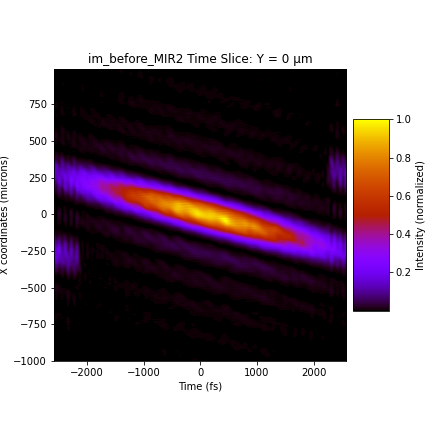 im_before_MIR2 Time Slice: Y = 0 μm
X coordinates (microns)
750
500
250
0
−250
−500
−750
−1000
−2000 −1000 0 1000 2000
Time (fs)
1.0
0.8
0.6
0.4
0.2
Intensity (normalized)